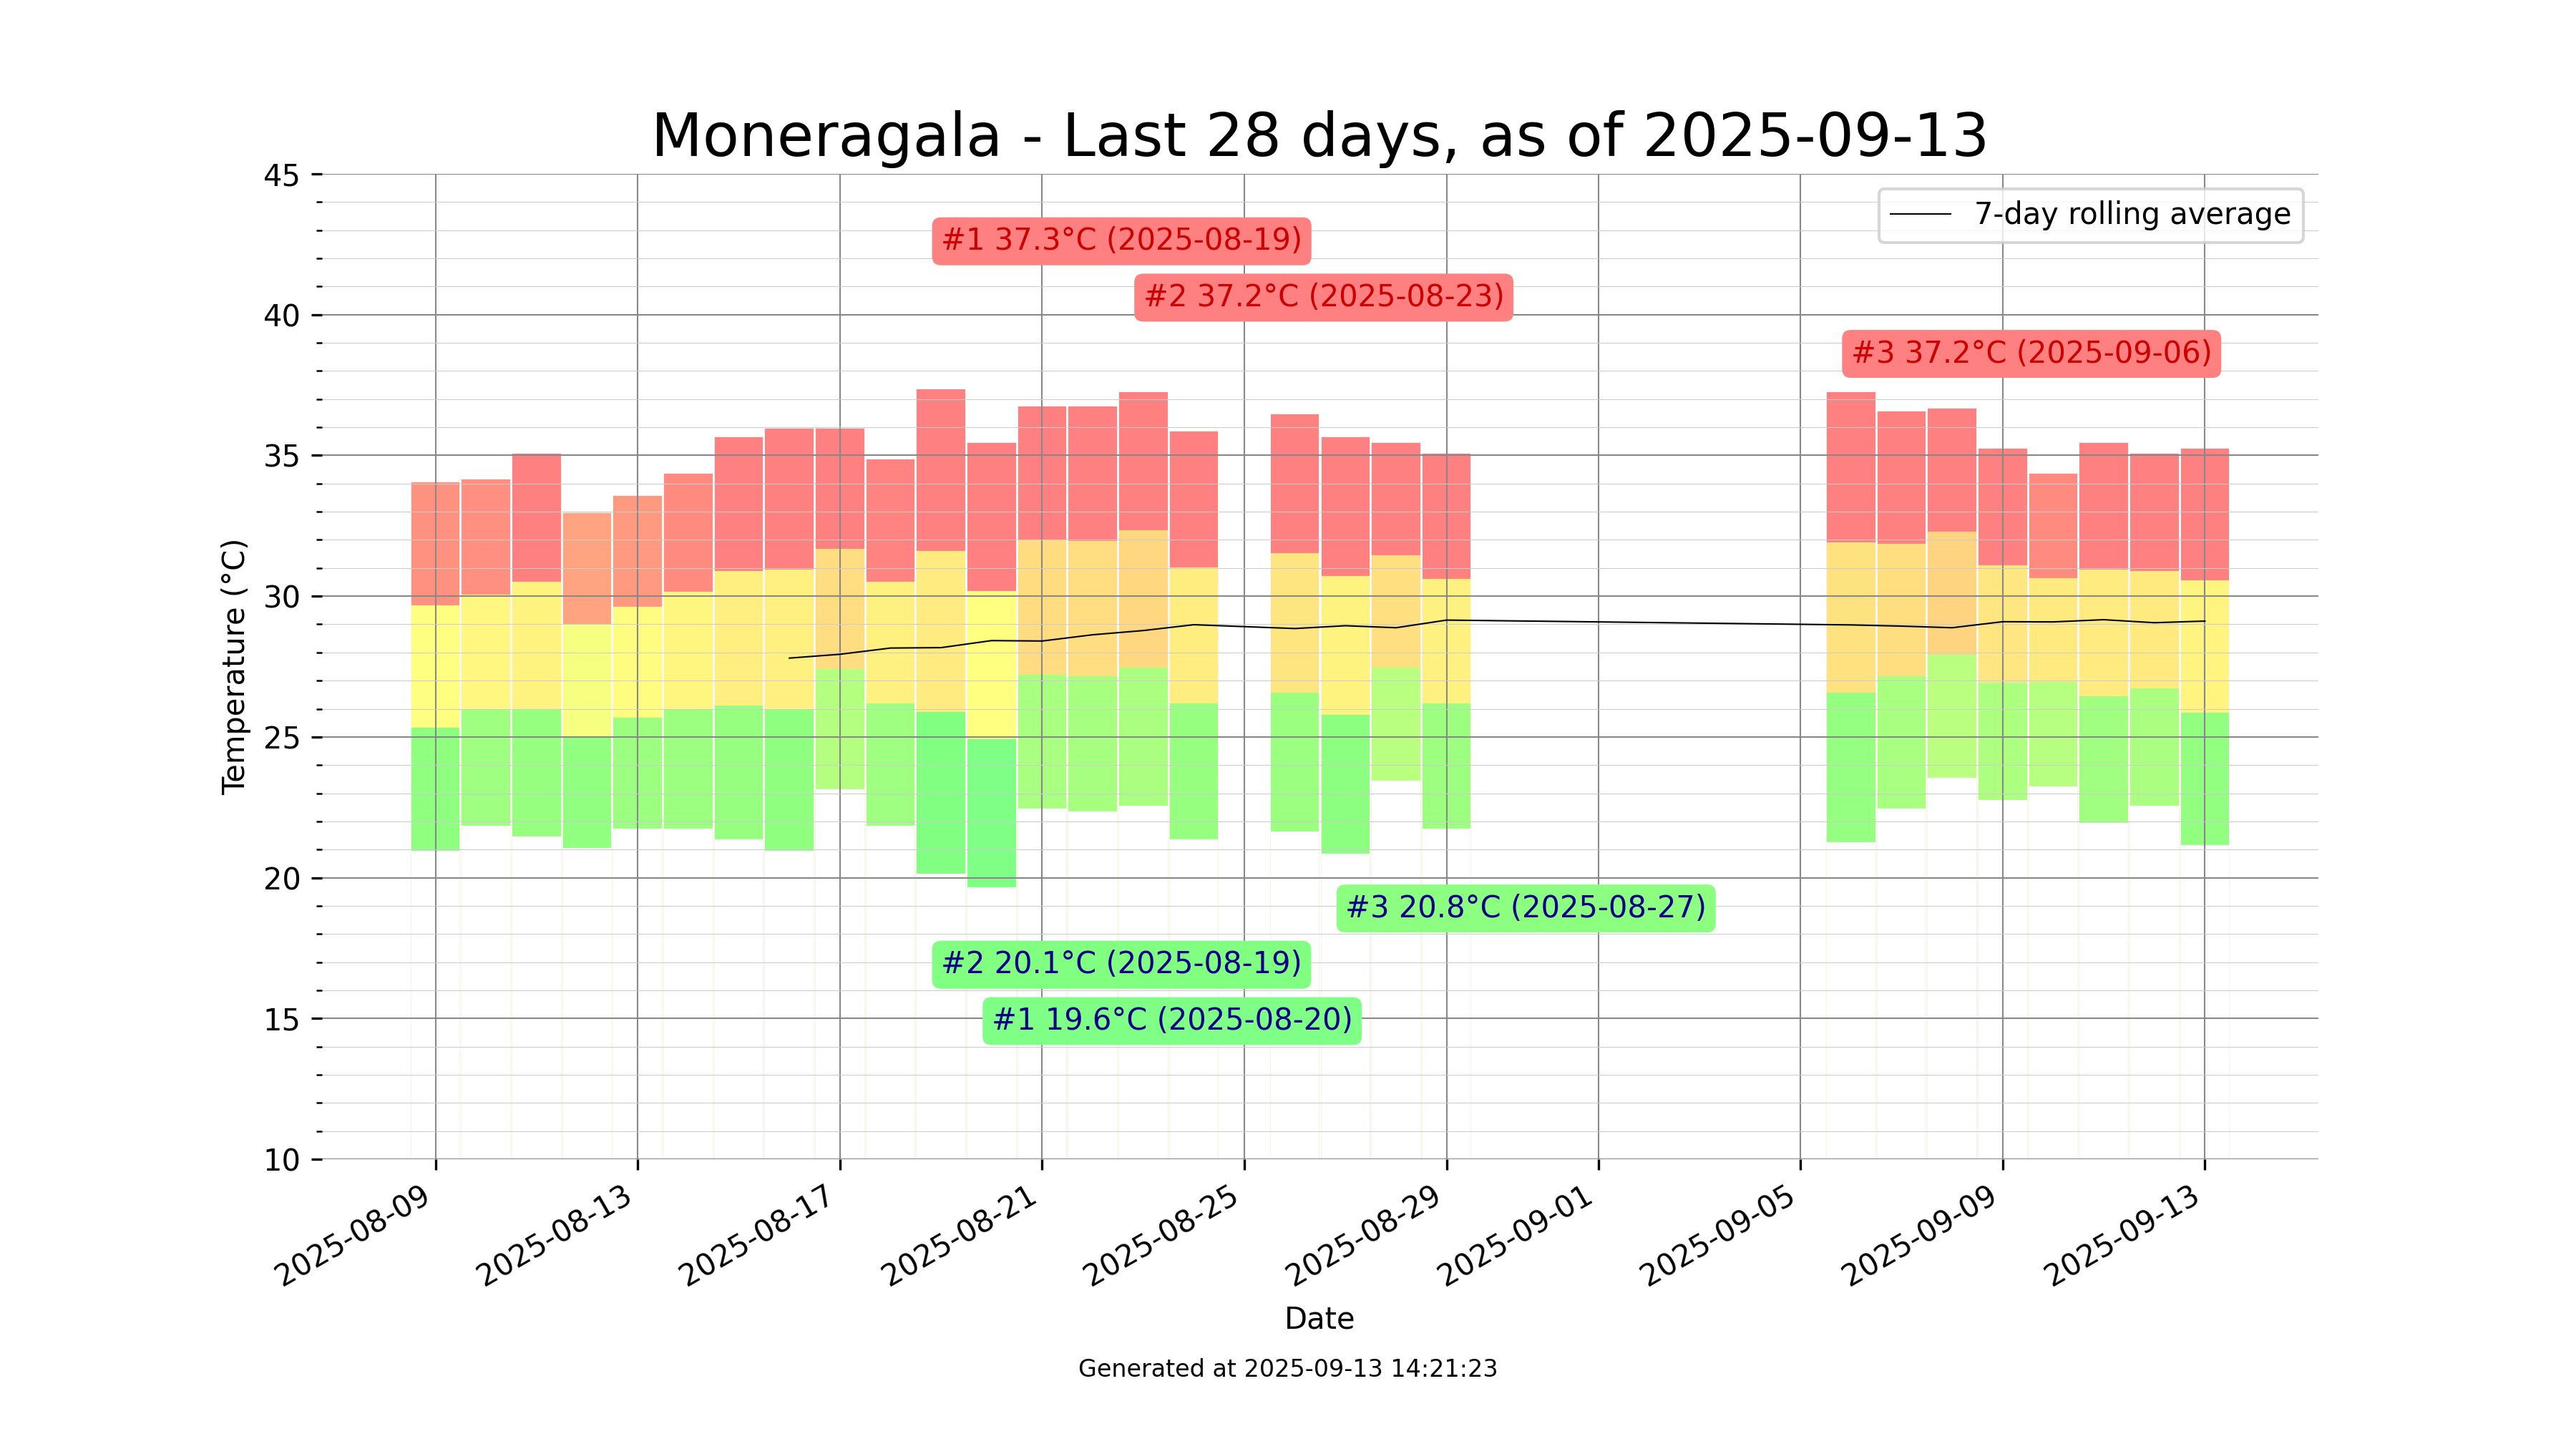 Moneragala - Last 28 days, as of 2025-09-13
7-day rolling average
#1 37.3°C (2025-08-19)
#2 37.2°C (2025-08-23)
#3 37.2°C (2025-09-06)
#3 20.8°C (2025-08-27)
#2 20.1°C (2025-08-19)
#1 19.6°C (2025-08-20)
Temperature (°C)
45
40
35
30
25
20
15
10
2025-08-09
2025-08-13
2025-08-17
2025-08-21
2025-08-25
2025-08-29
2025-09-01
2025-09-05
2025-09-09
2025-09-13
Date
Generated at 2025-09-13 14:21:23